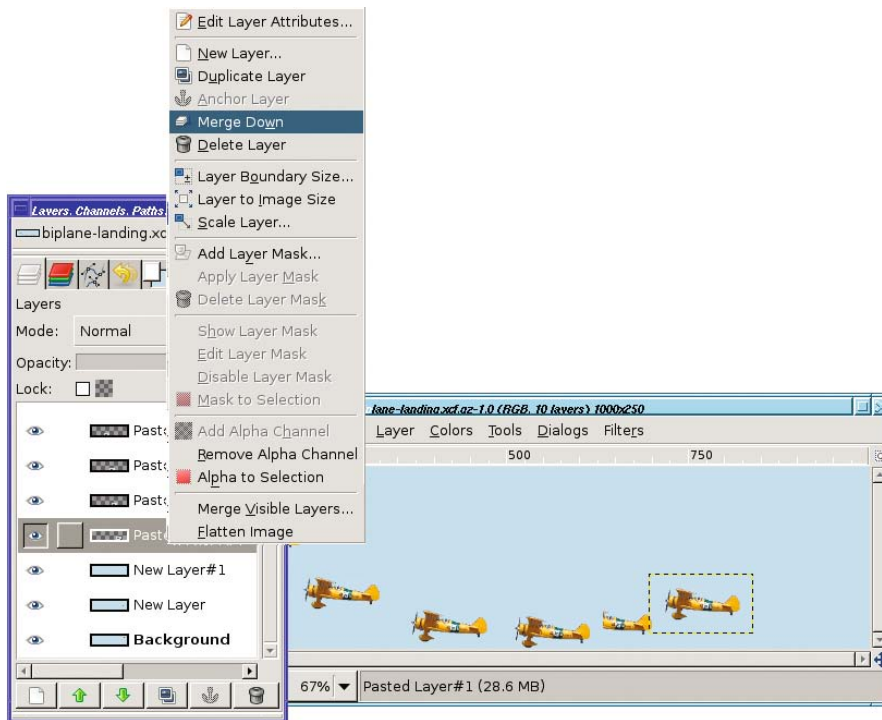 Edit Layer Attributes...
New Layer...
Duplicate Layer
Anchor Layer
Merge Down
Delete Layer
Layer Boundary Size...
Layer to Image Size
Scale Layer...
Add Layer Mask...
Apply Layer Mask
Delete Layer Mask
Show Layer Mask
Edit Layer Mask
Disable Layer Mask
Mask to Selection
Add Alpha Channel
Remove Alpha Channel
Alpha to Selection
Merge Visible Layers...
Flatten Image
Layers, Channels, Paths,
biplane-landing.xc
Layers
Mode: Normal
Opacity:
Lock:
Past
Past
Past
Past
New Layer#1
New Layer
Background
lane-landing.xcf.gz-1.0 (RGB, 10 layers) 1000x250
Layer Colors Tools Dialogs Filters
500 750
67% Pasted Layer#1 (28.6 MB)